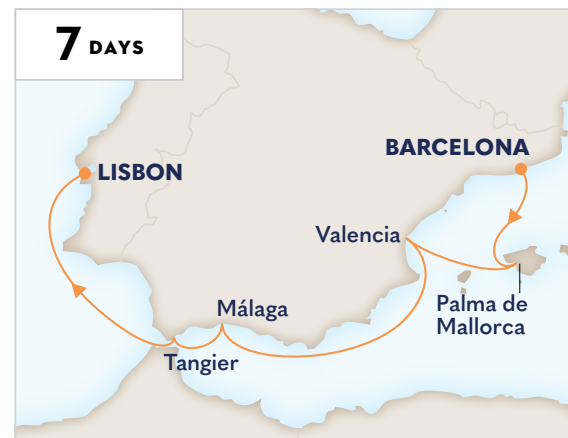 7 DAYS
BARCELONA
LISBON
Valencia
Palma de
Mallorca
Málaga
Tangier